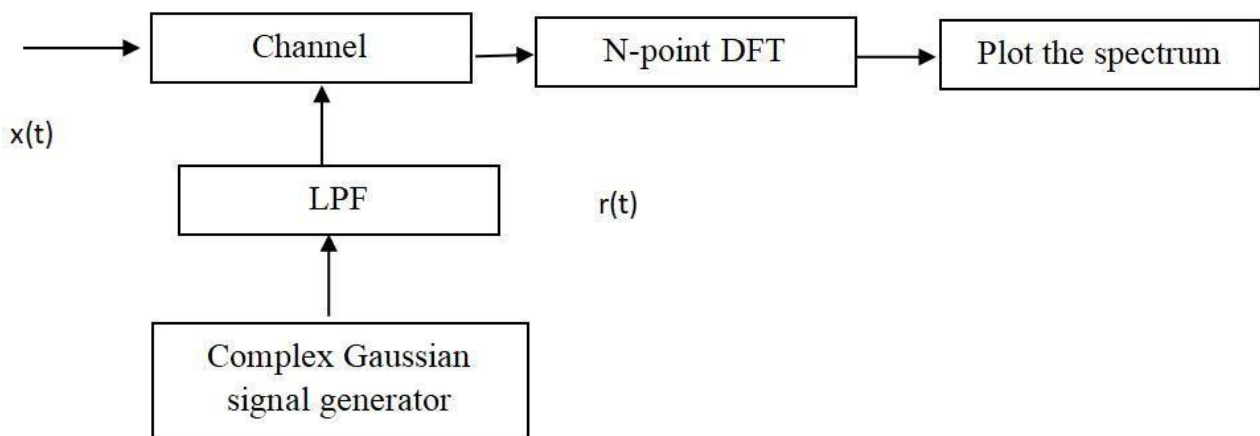 Channel
N-point DFT
Plot the spectrum
x(t)
LPF
r(t)
Complex Gaussian
signal generator